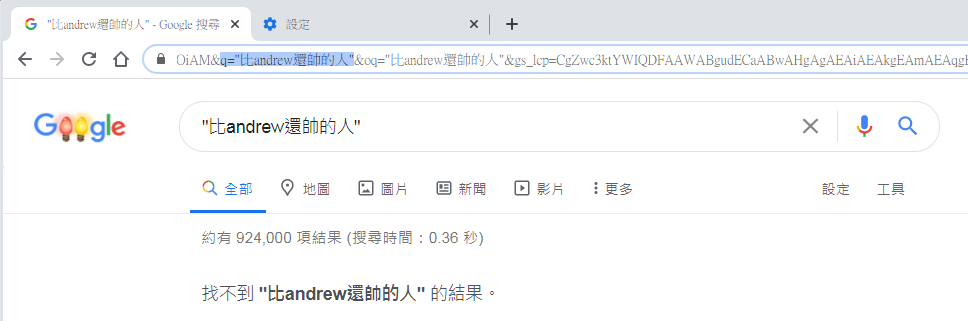 "比andrew還帥的人" - Google 搜尋
設定
OiAM&q="比andrew還帥的人"&oq="比andrew還帥的人"&gs_lcp=CgZwc3ktYWIQDFAAWABgudECaABwAHgAgAEAiAEAkgEAmAEAqgE
Google
"比andrew還帥的人"
全部 地圖 圖片 新聞 影片 更多 設定 工具
約有 924,000 項結果 (搜尋時間：0.36 秒)
找不到 "比andrew還帥的人" 的結果。